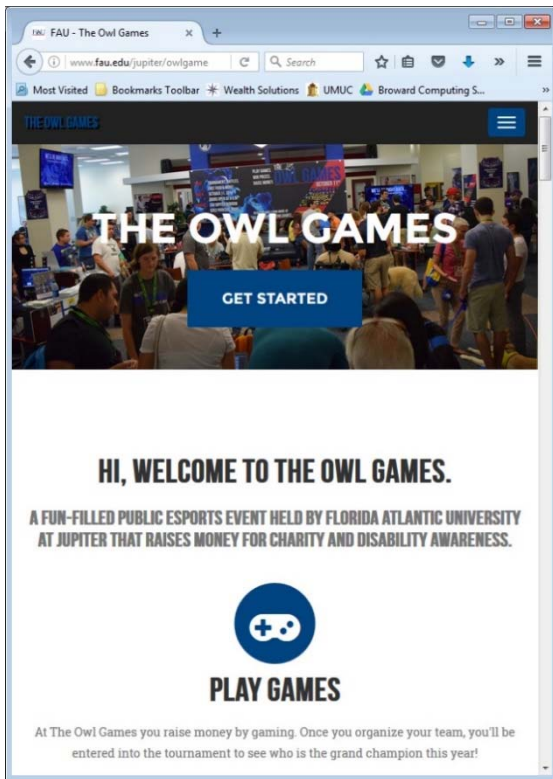 FAU - The Owl Games
www.fau.edu/jupiter/owlgame
Search
Most Visited Bookmarks Toolbar Wealth Solutions UMUC Broward Computing S...
THE OWL GAMES
THE OWL GAMES
GET STARTED
HI, WELCOME TO THE OWL GAMES.
A FUN-FILLED PUBLIC ESPORTS EVENT HELD BY FLORIDA ATLANTIC UNIVERSITY
AT JUPITER THAT RAISES MONEY FOR CHARITY AND DISABILITY AWARENESS.
PLAY GAMES
At The Owl Games you raise money by gaming. Once you organize your team, you'll be
entered into the tournament to see who is the grand champion this year!